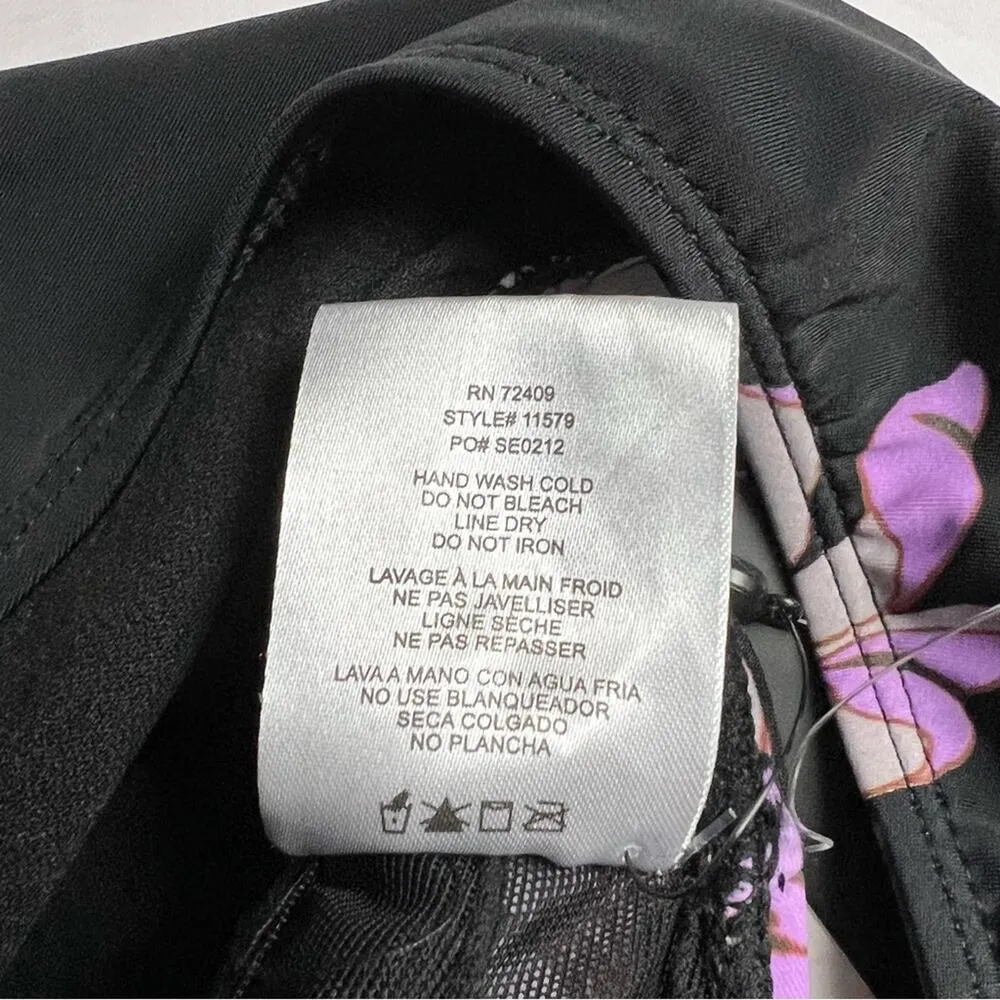 RN 72409
STYLE# 11579
PO# SE0212
HAND WASH COLD
DO NOT BLEACH
LINE DRY
DO NOT IRON
LAVAGE À LA MAIN FROID
NE PAS JAVELLISER
LIGNE SÈCHE
NE PAS REPASSER
LAVA A MANO CON AGUA FRIA
NO USE BLANQUEADOR
SECA COLGADO
NO PLANCHA